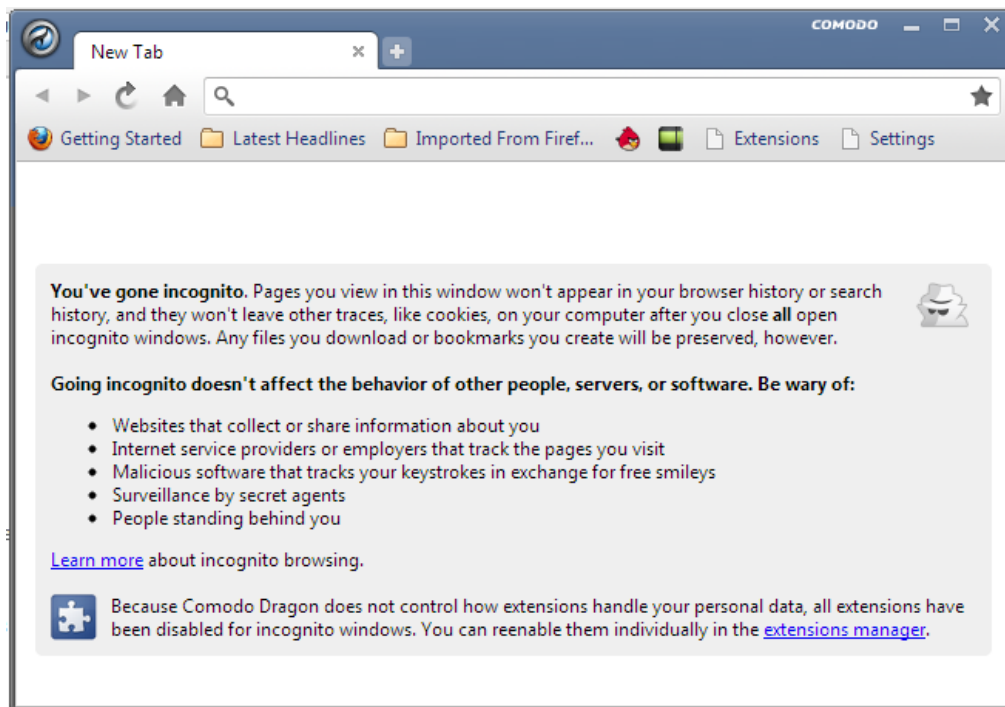 COMODO
New Tab
Getting Started Latest Headlines Imported From Firef... Extensions Settings
You've gone incognito. Pages you view in this window won't appear in your browser history or search
history, and they won't leave other traces, like cookies, on your computer after you close all open
incognito windows. Any files you download or bookmarks you create will be preserved, however.
Going incognito doesn't affect the behavior of other people, servers, or software. Be wary of:
Websites that collect or share information about you
Internet service providers or employers that track the pages you visit
Malicious software that tracks your keystrokes in exchange for free smileys
Surveillance by secret agents
People standing behind you
Learn more about incognito browsing.
Because Comodo Dragon does not control how extensions handle your personal data, all extensions have
been disabled for incognito windows. You can reenable them individually in the extensions manager.